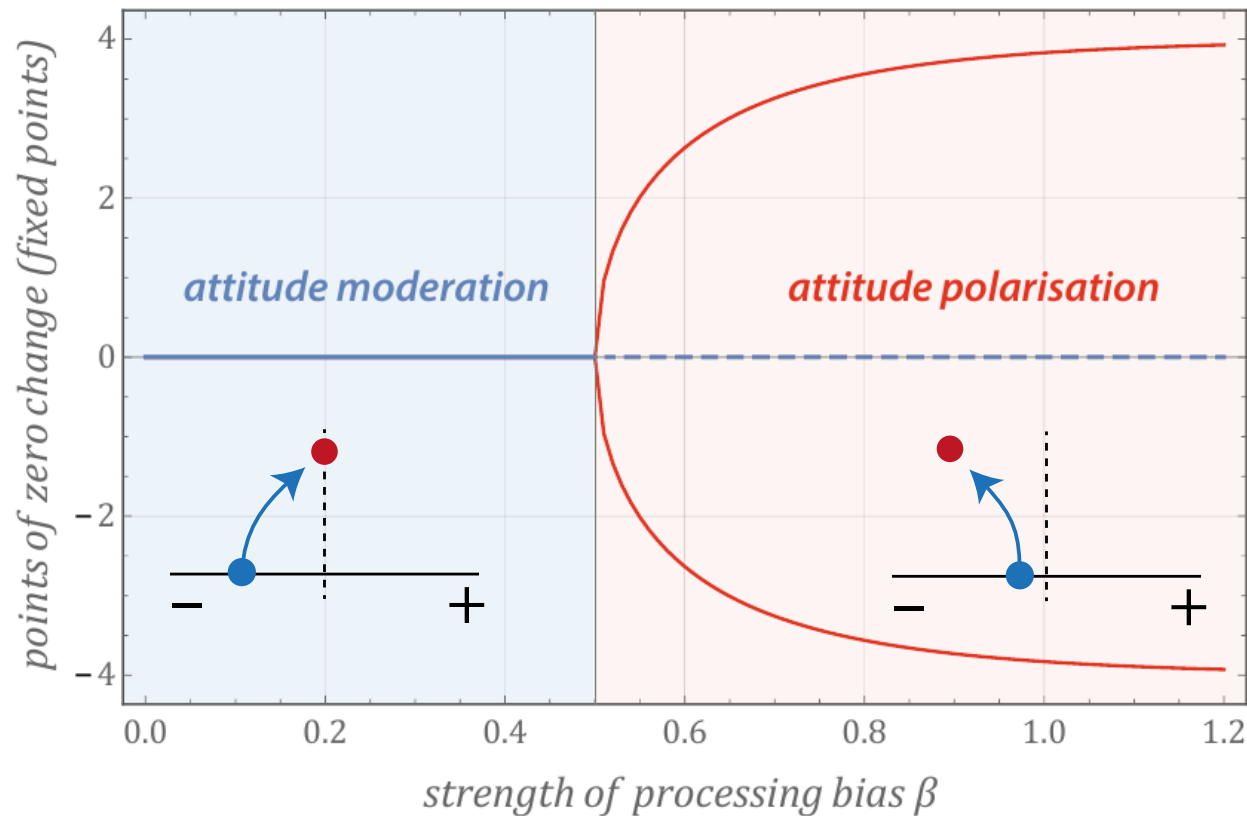 points of zero change (fixed points)
4
2
0
−2
−4
attitude moderation
attitude polarisation
− +
− +
0.0 0.2 0.4 0.6 0.8 1.0 1.2
strength of processing bias β